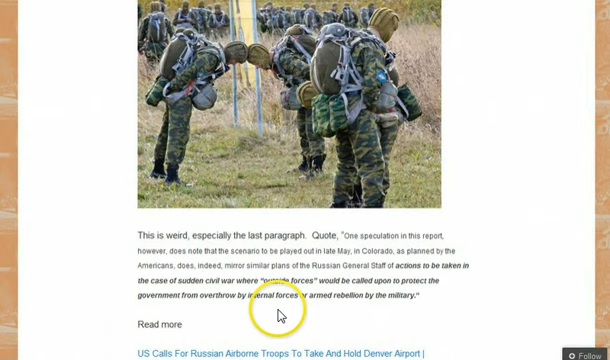 This is weird, especially the last paragraph. Quote, "One speculation in this report,
however, does note that the scenario to be played out in late May, in Colorado, as planned by the
Americans, does, indeed, mirror similar plans of the Russian General Staff of actions to be taken in
the case of sudden civil war where "outside forces" would be called upon to protect the
government from overthrow by internal forces or armed rebellion by the military."
Read more
US Calls For Russian Airborne Troops To Take And Hold Denver Airport |
Follow